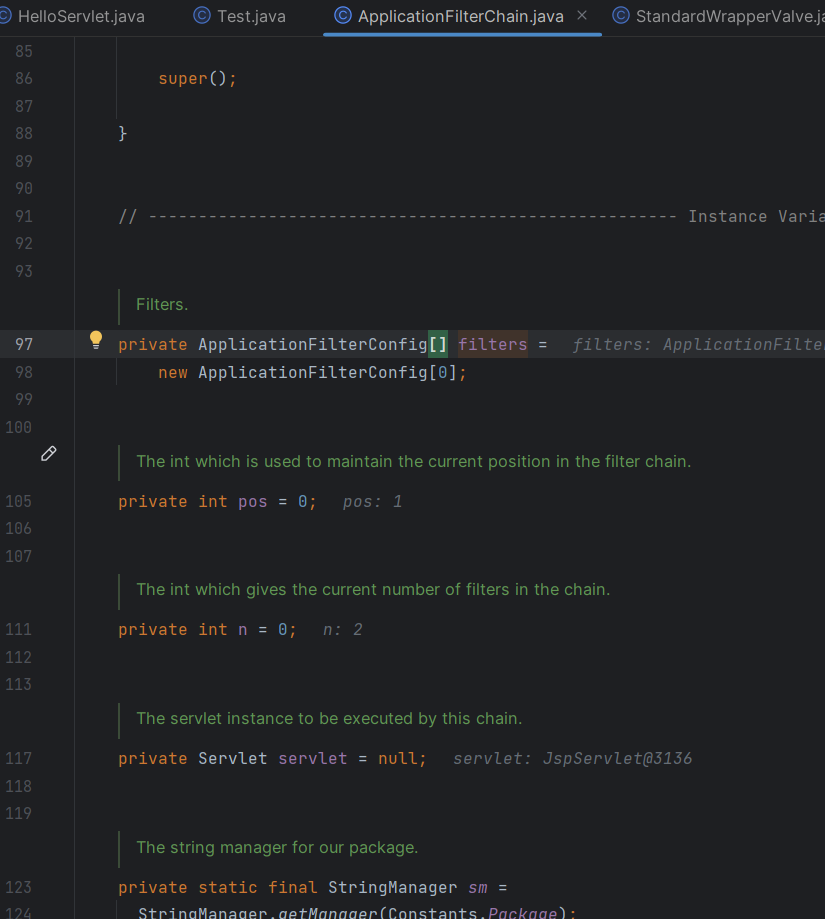 HelloServlet.java Test.java ApplicationFilterChain.java StandardWrapperValve.ja
85
86 super();
87
88 }
89
90
91 // ----------------------------------------------------- Instance Varia
92
93
Filters.
97 private ApplicationFilterConfig[] filters = filters: ApplicationFilte
98 new ApplicationFilterConfig[0];
99
100
The int which is used to maintain the current position in the filter chain.
105 private int pos = 0; pos: 1
106
107
The int which gives the current number of filters in the chain.
111 private int n = 0; n: 2
112
113
The servlet instance to be executed by this chain.
117 private Servlet servlet = null; servlet: JspServlet@3136
118
119
The string manager for our package.
123 private static final StringManager sm =
124 StringManager.getManager(Constants.Package);